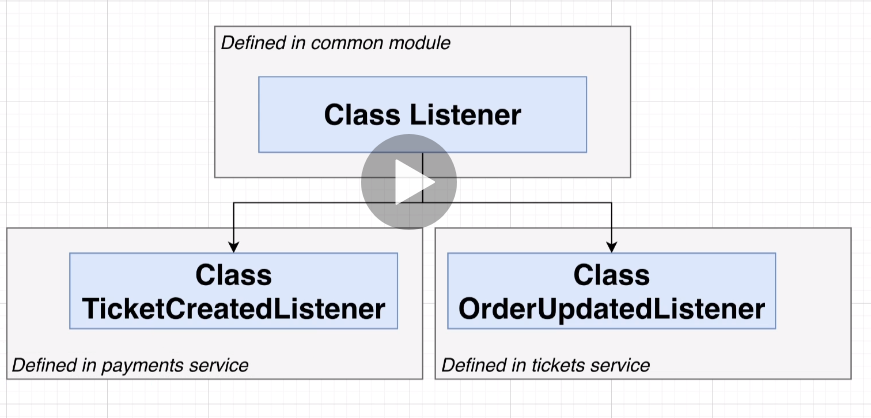 Defined in common module
Class Listener
Class
TicketCreatedListener
Defined in payments service
Class
OrderUpdatedListener
Defined in tickets service